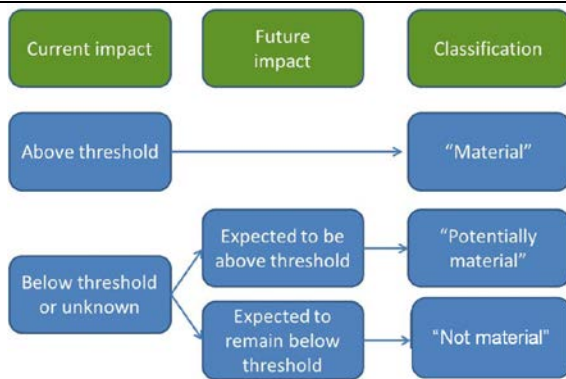 Current impact
Future
impact
Classification
Above threshold
“Material”
Below threshold
or unknown
Expected to be
above threshold
“Potentially
material”
Expected to
remain below
threshold
“Not material”